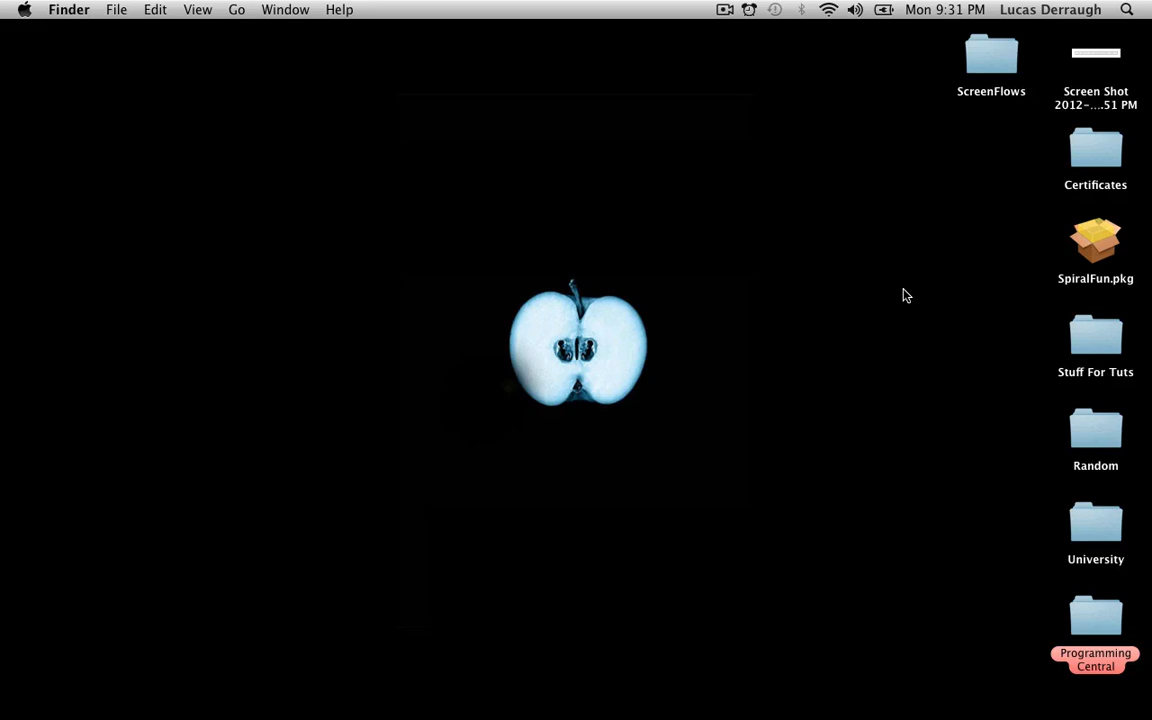 Finder File Edit View Go Window Help Mon 9:31 PM Lucas Derraugh
ScreenFlows
Screen Shot
2012-....51 PM
Certificates
SpiralFun.pkg
Stuff For Tuts
Random
University
Programming
Central